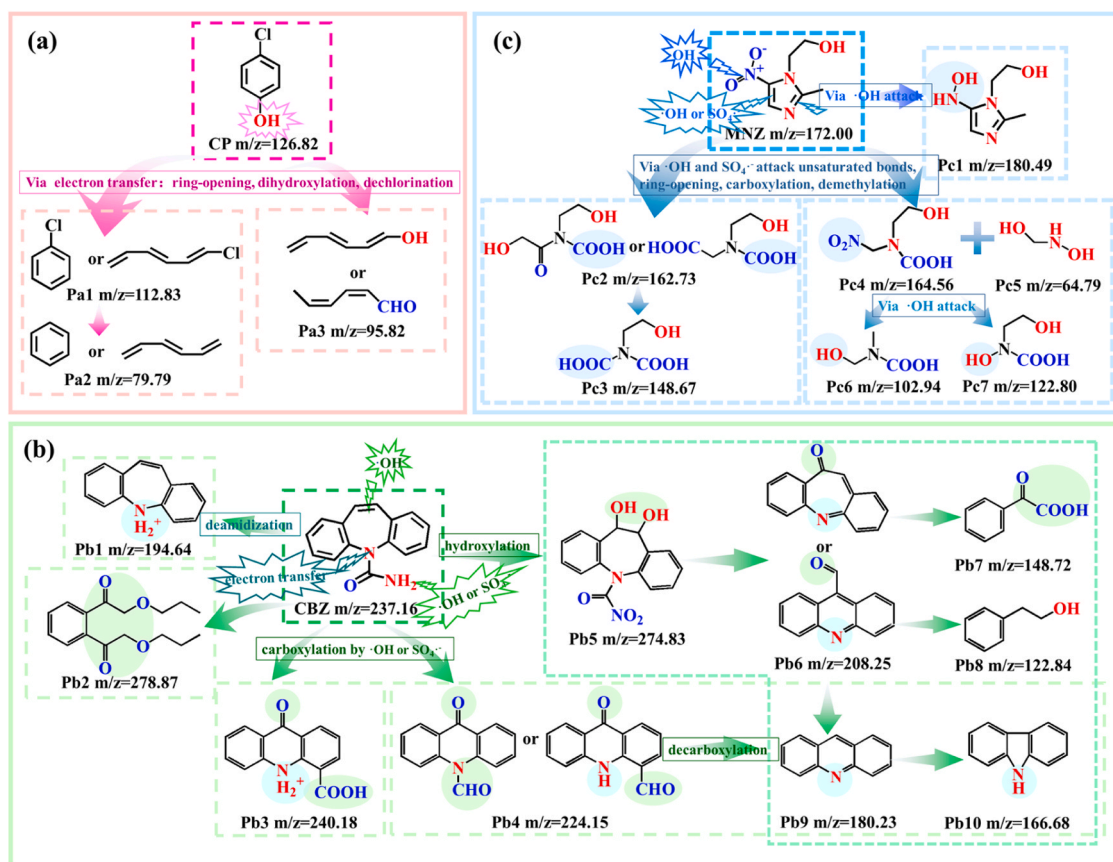 (a)
Cl
OH
CP m/z=126.82
Via electron transfer: ring-opening, dihydroxylation, dechlorination
Cl
or
Cl
Pa1 m/z=112.83
or
Pa2 m/z=79.79
OH
or
CHO
Pa3 m/z=95.82
(c)
·OH
O-
N+
O
N
OH
N
·OH or SO4
MNZ m/z=172.00
Via ·OH attack
OH
HN
N
OH
N
Pc1 m/z=180.49
Via ·OH and SO4·- attack unsaturated bonds,
ring-opening, carboxylation, demethylation
OH
HO
N
COOH
O
or
OH
HOOC
N
COOH
Pc2 m/z=162.73
OH
HOOC
N
COOH
Pc3 m/z=148.67
OH
O2N
N
COOH
Pc4 m/z=164.56
HO
H
N
OH
Pc5 m/z=64.79
Via ·OH attack
HO
N
COOH
Pc6 m/z=102.94
OH
N
HO
COOH
Pc7 m/z=122.80
(b)
N
H2+
Pb1 m/z=194.64
deamidization
·OH
N
O
NH2
CBZ m/z=237.16
electron transfer
·OH or SO4
hydroxylation
O
O
O
O
Pb2 m/z=278.87
carboxylation by ·OH or SO4·-
OH
OH
N
O
NO2
Pb5 m/z=274.83
O
N
or
O
N
Pb6 m/z=208.25
O
COOH
Pb7 m/z=148.72
OH
Pb8 m/z=122.84
O
N
H2+
COOH
Pb3 m/z=240.18
O
N
CHO
or
O
N
H
CHO
Pb4 m/z=224.15
decarboxylation
N
Pb9 m/z=180.23
N
H
Pb10 m/z=166.68